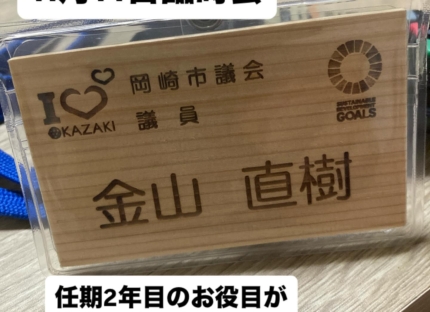 岡崎市議会
I
OKAZAKI
議員
SUSTAINABLE
DEVELOPMENT
GOALS
金山 直樹
任期2年目のお役目が